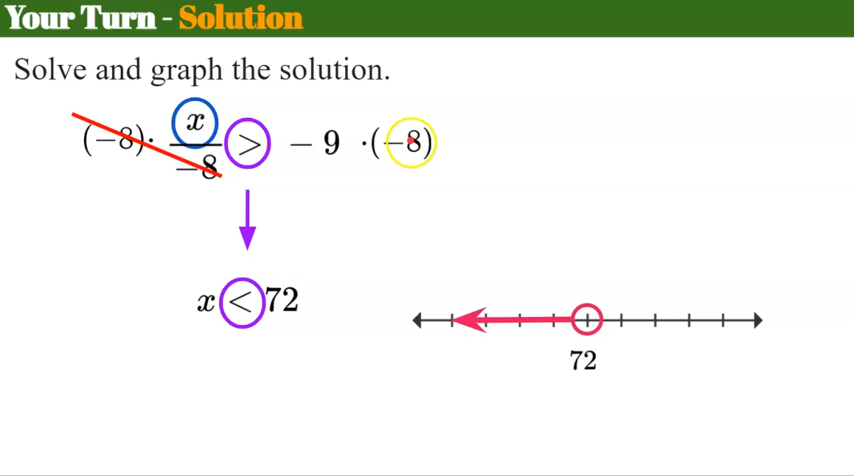 Your Turn - Solution
Solve and graph the solution.
(−8)· x/−8 > − 9 ·(−8)
x < 72
72